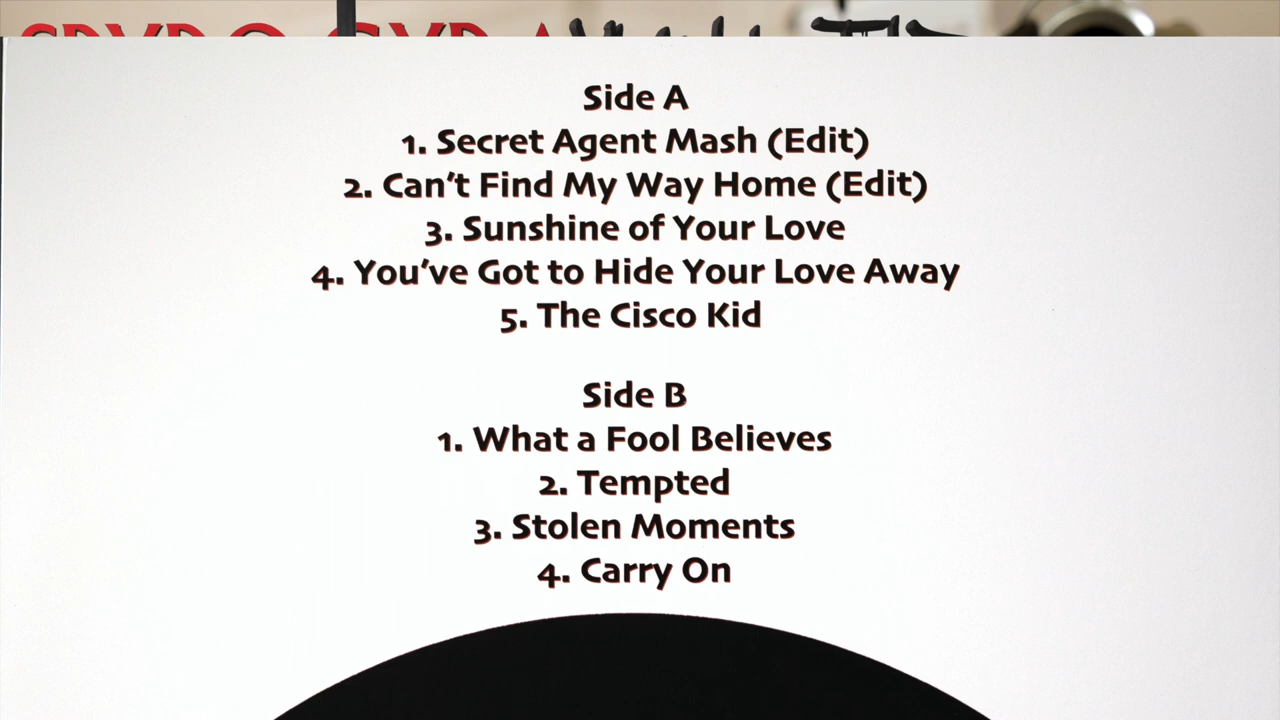 Side A
1. Secret Agent Mash (Edit)
2. Can't Find My Way Home (Edit)
3. Sunshine of Your Love
4. You've Got to Hide Your Love Away
5. The Cisco Kid
Side B
1. What a Fool Believes
2. Tempted
3. Stolen Moments
4. Carry On